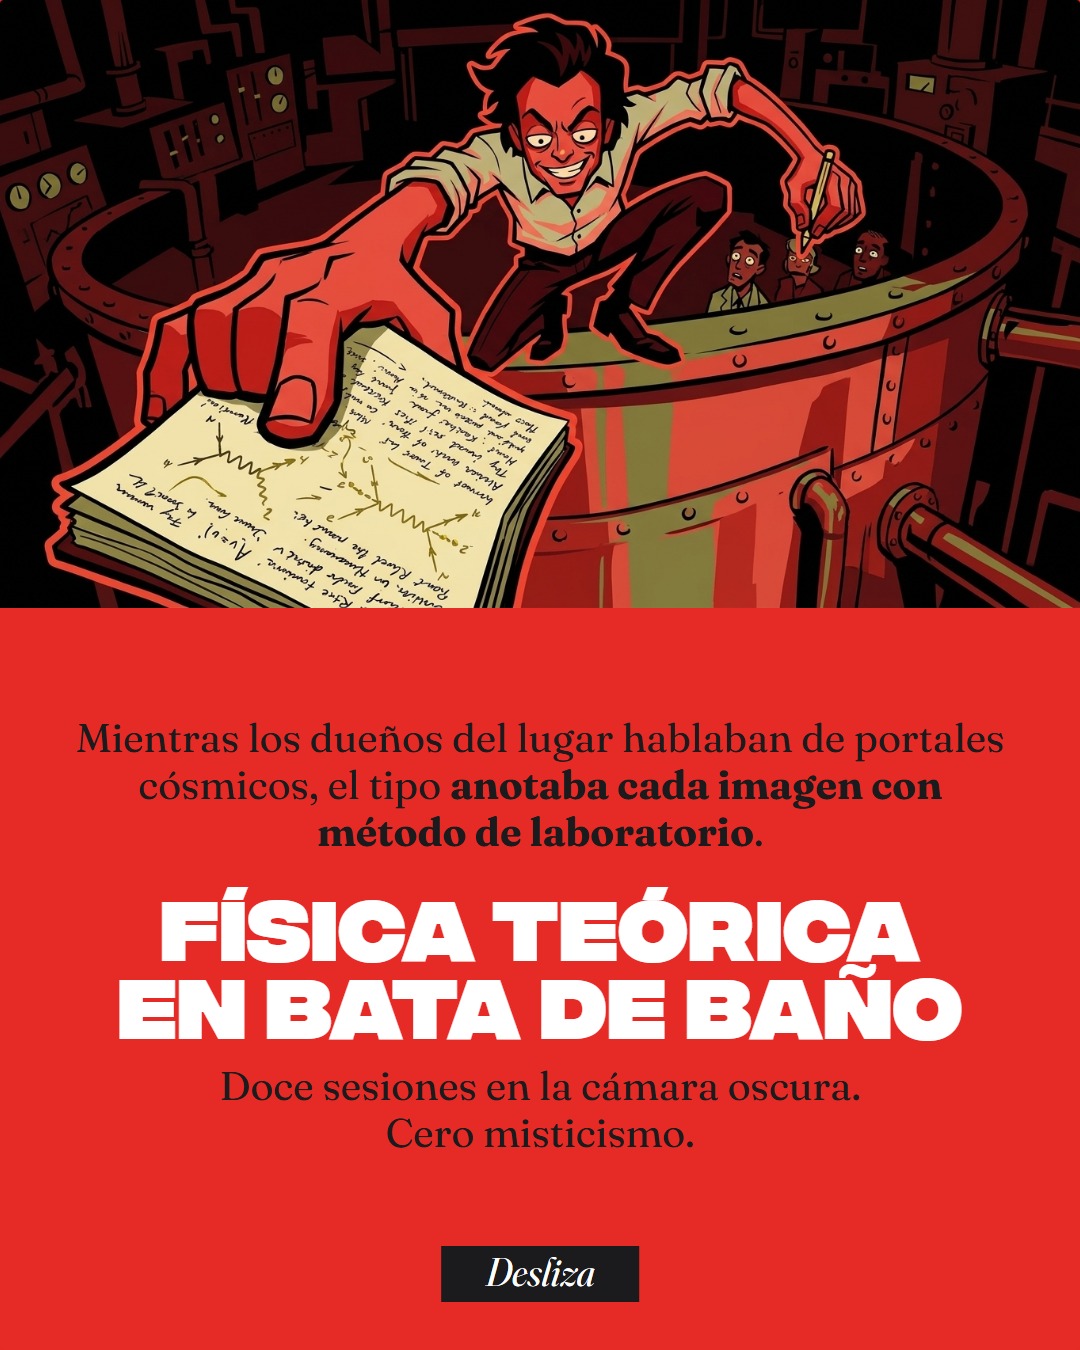 Mientras los dueños del lugar hablaban de portales
cósmicos, el tipo anotaba cada imagen con
método de laboratorio.
FÍSICA TEÓRICA
EN BATA DE BAÑO
Doce sesiones en la cámara oscura.
Cero misticismo.
Desliza